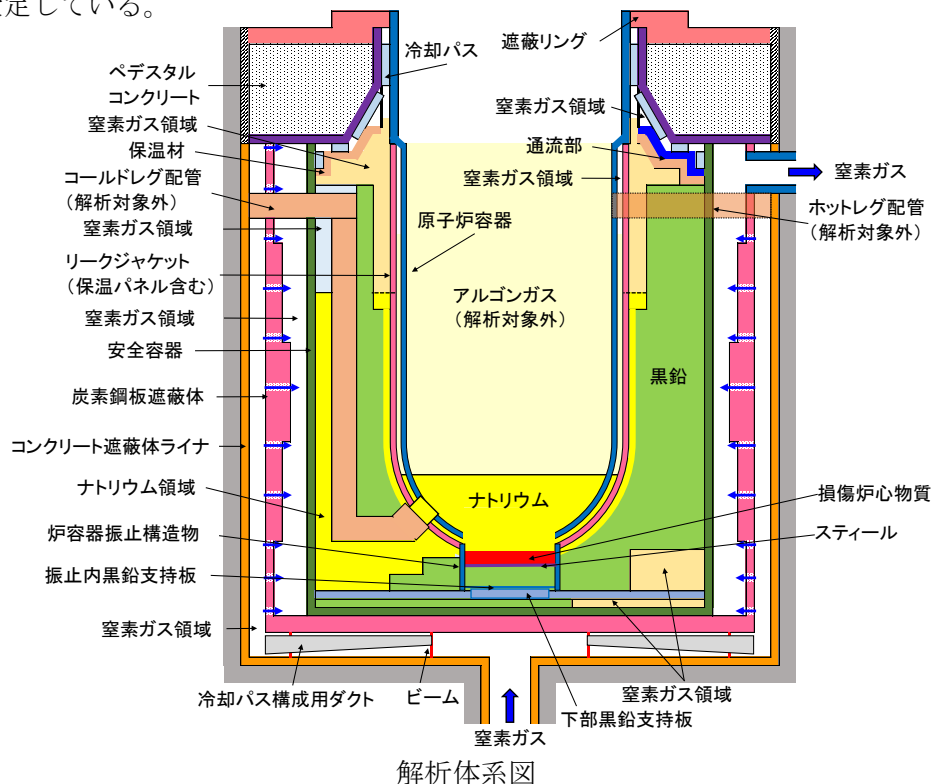 定している。
遮蔽リング
冷却パス
ペデスタル
コンクリート
窒素ガス領域
窒素ガス領域
保温材
通流部
コールドレグ配管
（解析対象外）
窒素ガス領域
窒素ガス
窒素ガス領域
原子炉容器
ホットレグ配管
（解析対象外）
リークジャケット
（保温パネル含む）
アルゴンガス
（解析対象外）
窒素ガス領域
安全容器
黒鉛
炭素鋼板遮蔽体
コンクリート遮蔽体ライナ
ナトリウム領域
ナトリウム
損傷炉心物質
炉容器振止構造物
スティール
振止内黒鉛支持板
窒素ガス領域
冷却パス構成用ダクト
ビーム
窒素ガス領域
下部黒鉛支持板
窒素ガス
解析体系図